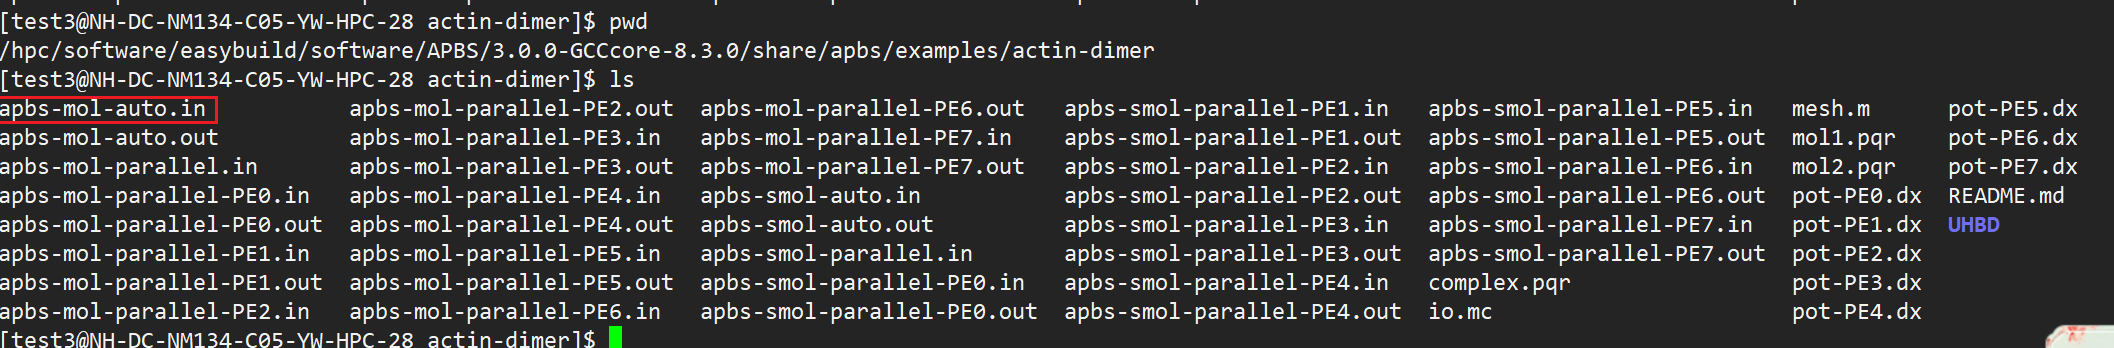 [test3@NH-DC-NM134-C05-YW-HPC-28 actin-dimer]$ pwd
/hpc/software/easybuild/software/APBS/3.0.0-GCCcore-8.3.0/share/apbs/examples/actin-dimer
[test3@NH-DC-NM134-C05-YW-HPC-28 actin-dimer]$ ls
apbs-mol-auto.in apbs-mol-parallel-PE2.out apbs-mol-parallel-PE6.out apbs-smol-parallel-PE1.in apbs-smol-parallel-PE5.in mesh.m pot-PE5.dx
apbs-mol-auto.out apbs-mol-parallel-PE3.in apbs-mol-parallel-PE7.in apbs-smol-parallel-PE1.out apbs-smol-parallel-PE5.out mol1.pqr pot-PE6.dx
apbs-mol-parallel.in apbs-mol-parallel-PE3.out apbs-mol-parallel-PE7.out apbs-smol-parallel-PE2.in apbs-smol-parallel-PE6.in mol2.pqr pot-PE7.dx
apbs-mol-parallel-PE0.in apbs-mol-parallel-PE4.in apbs-smol-auto.in apbs-smol-parallel-PE2.out apbs-smol-parallel-PE6.out pot-PE0.dx README.md
apbs-mol-parallel-PE0.out apbs-mol-parallel-PE4.out apbs-smol-auto.out apbs-smol-parallel-PE3.in apbs-smol-parallel-PE7.in pot-PE1.dx UHBD
apbs-mol-parallel-PE1.in apbs-mol-parallel-PE5.in apbs-smol-parallel.in apbs-smol-parallel-PE3.out apbs-smol-parallel-PE7.out pot-PE2.dx
apbs-mol-parallel-PE1.out apbs-mol-parallel-PE5.out apbs-smol-parallel-PE0.in apbs-smol-parallel-PE4.in complex.pqr pot-PE3.dx
apbs-mol-parallel-PE2.in apbs-mol-parallel-PE6.in apbs-smol-parallel-PE0.out apbs-smol-parallel-PE4.out io.mc pot-PE4.dx
[test3@NH-DC-NM134-C05-YW-HPC-28 actin-dimer]$